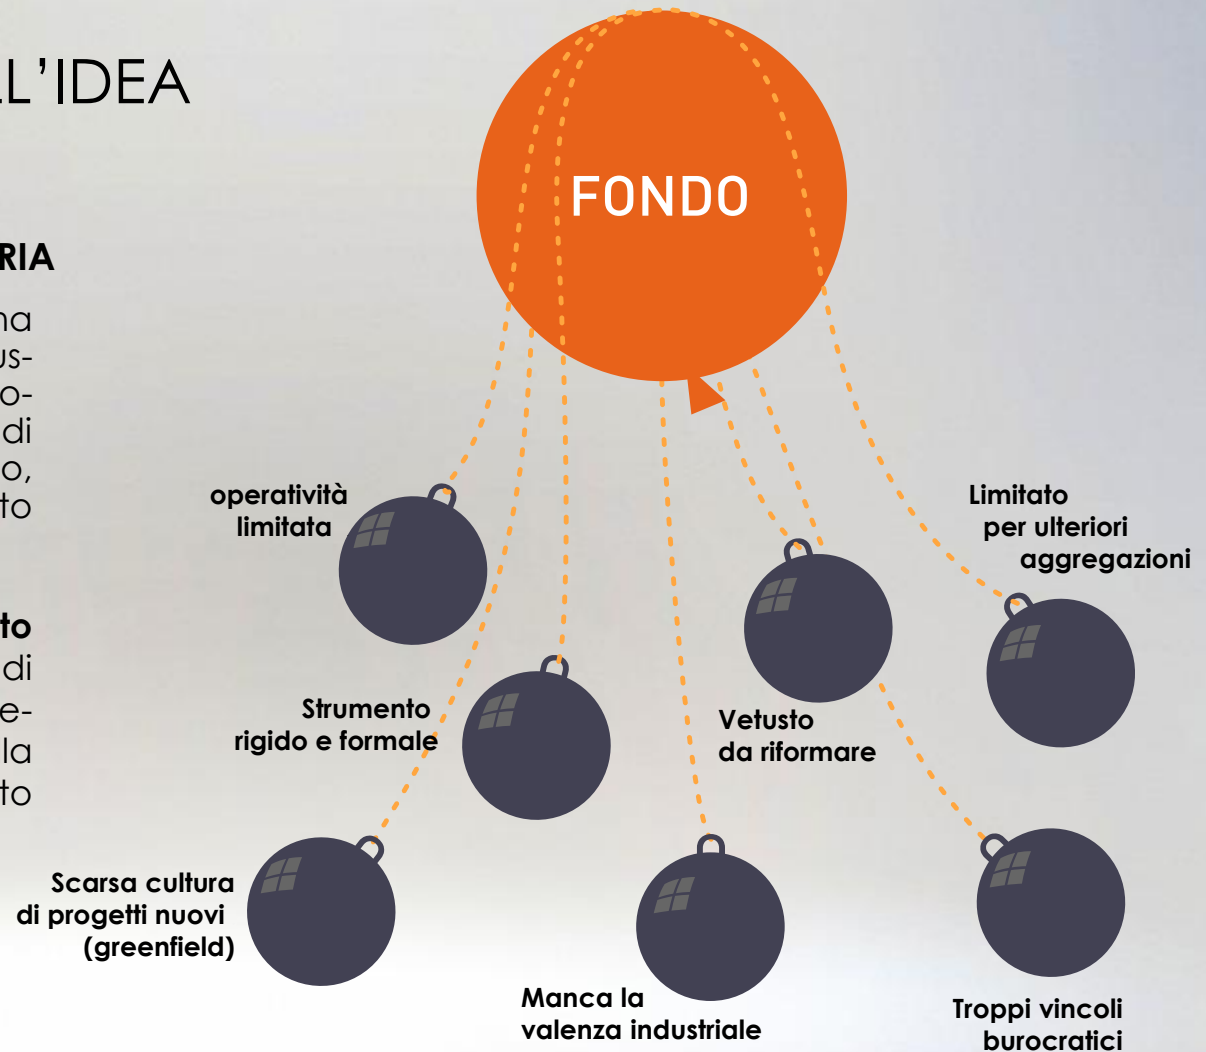 LL'IDEA
RIA
na
us-
o-
di
o,
to
to
di
e-
la
to
FONDO
operatività
limitata
Limitato
per ulteriori
aggregazioni
Strumento
rigido e formale
Vetusto
da riformare
Scarsa cultura
di progetti nuovi
(greenfield)
Manca la
valenza industriale
Troppi vincoli
burocratici